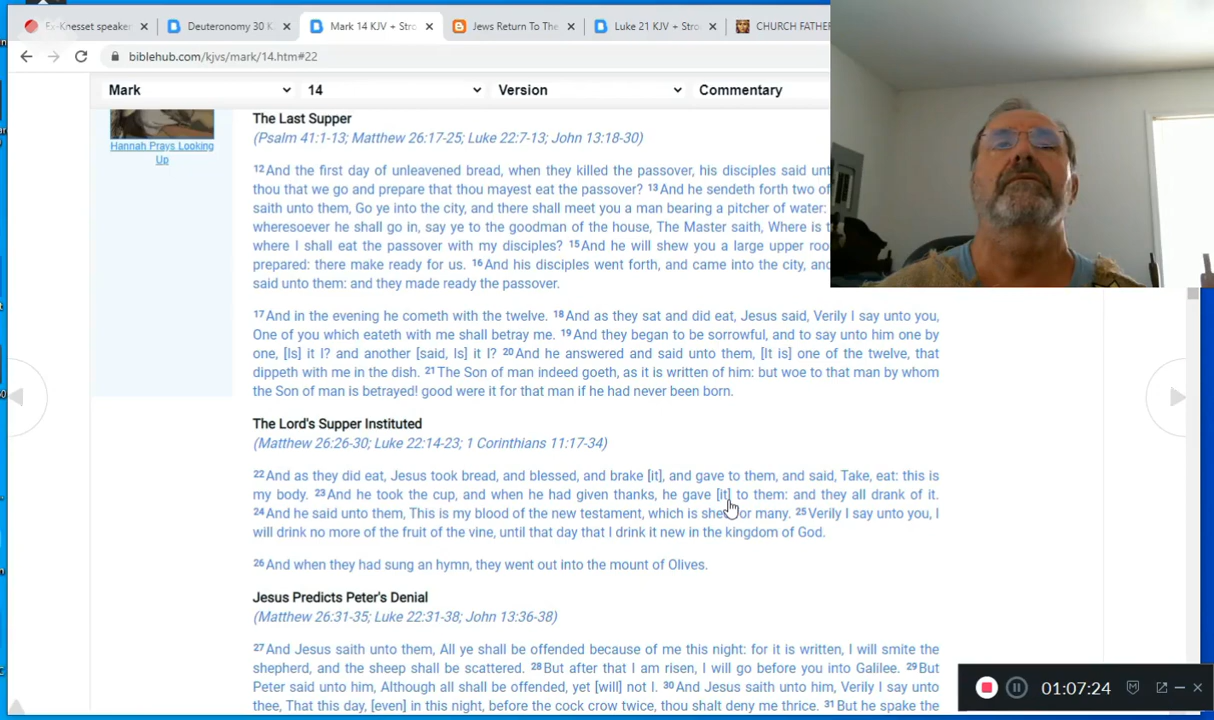 Ex-Knesset speaker
Deuteronomy 30 K
Mark 14 KJV + Stro
Jews Return To The
Luke 21 KJV + Stro
CHURCH FATHER
biblehub.com/kjvs/mark/14.htm#22
Mark
14
Version
Commentary
Hannah Prays Looking
Up
The Last Supper
(Psalm 41:1-13; Matthew 26:17-25; Luke 22:7-13; John 13:18-30)
12And the first day of unleavened bread, when they killed the passover, his disciples said unt
thou that we go and prepare that thou mayest eat the passover? 13And he sendeth forth two of
saith unto them, Go ye into the city, and there shall meet you a man bearing a pitcher of water:
wheresoever he shall go in, say ye to the goodman of the house, The Master saith, Where is t
where I shall eat the passover with my disciples? 15And he will shew you a large upper roo
prepared: there make ready for us. 16And his disciples went forth, and came into the city, and
said unto them: and they made ready the passover.
17And in the evening he cometh with the twelve. 18And as they sat and did eat, Jesus said, Verily I say unto you,
One of you which eateth with me shall betray me. 19And they began to be sorrowful, and to say unto him one by
one, [Is] it I? and another [said, Is] it I? 20And he answered and said unto them, [It is] one of the twelve, that
dippeth with me in the dish. 21The Son of man indeed goeth, as it is written of him: but woe to that man by whom
the Son of man is betrayed! good were it for that man if he had never been born.
The Lord's Supper Instituted
(Matthew 26:26-30; Luke 22:14-23; 1 Corinthians 11:17-34)
22And as they did eat, Jesus took bread, and blessed, and brake [it], and gave to them, and said, Take, eat: this is
my body. 23And he took the cup, and when he had given thanks, he gave [it] to them: and they all drank of it.
24And he said unto them, This is my blood of the new testament, which is shed for many. 25Verily I say unto you, I
will drink no more of the fruit of the vine, until that day that I drink it new in the kingdom of God.
26And when they had sung an hymn, they went out into the mount of Olives.
Jesus Predicts Peter's Denial
(Matthew 26:31-35; Luke 22:31-38; John 13:36-38)
27And Jesus saith unto them, All ye shall be offended because of me this night: for it is written, I will smite the
shepherd, and the sheep shall be scattered. 28But after that I am risen, I will go before you into Galilee. 29But
Peter said unto him, Although all shall be offended, yet [will] not I. 30And Jesus saith unto him, Verily I say unto
thee, That this day, [even] in this night, before the cock crow twice, thou shalt deny me thrice. 31But he spake the
01:07:24